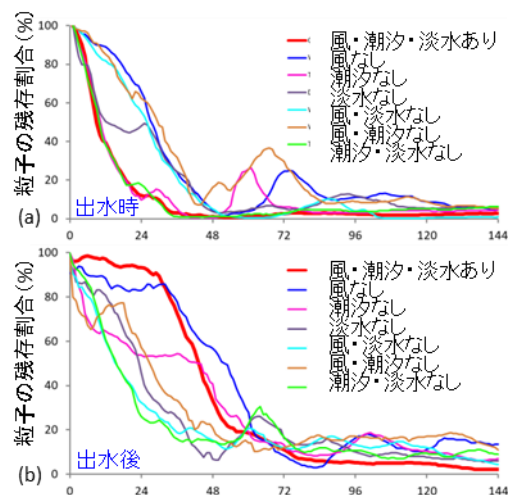 粒子の残存割合(%)
100
80
60
40
20
0
風・潮汐・淡水あり
風なし
潮汐なし
淡水なし
風・淡水なし
風・潮汐なし
潮汐・淡水なし
(a)
出水時
0 24 48 72 96 120 144
粒子の残存割合(%)
100
80
60
40
20
0
風・潮汐・淡水あり
風なし
潮汐なし
淡水なし
風・淡水なし
風・潮汐なし
潮汐・淡水なし
(b)
出水後
0 24 48 72 96 120 144